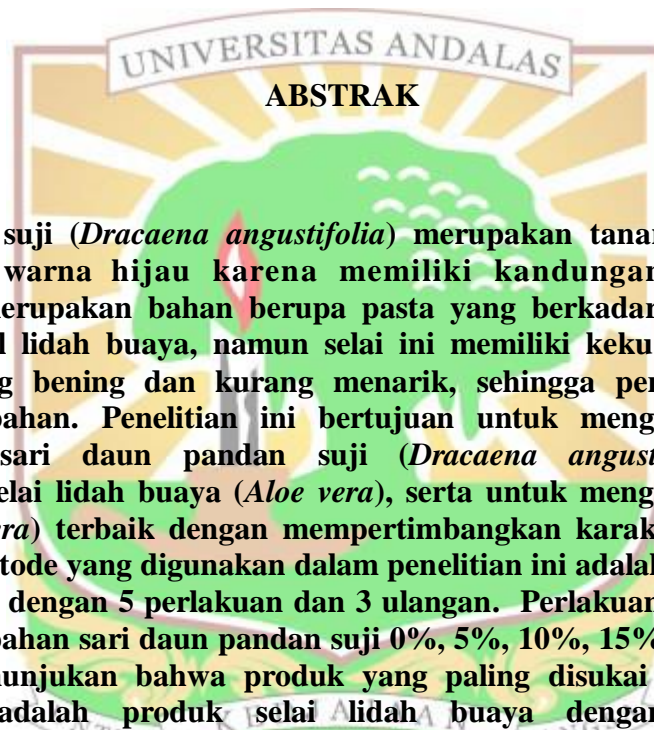 UNIVERSITAS ANDALAS
ABSTRAK
suji (Dracaena angustifolia) merupakan
warna hijau karena memiliki kandungan
erupakan bahan berupa pasta yang berkadar
l lidah buaya, namun selai ini memiliki keku
g bening dan kurang menarik, sehingga per
bahan. Penelitian ini bertujuan untuk meng
sari daun pandan suji (Dracaena angust
elai lidah buaya (Aloe vera), serta untuk meng
era) terbaik dengan mempertimbangkan karak
tode yang digunakan dalam penelitian ini adalah
dengan 5 perlakuan dan 3 ulangan. Perlakuan
bahan sari daun pandan suji 0%, 5%, 10%, 15%
nunjukan bahwa produk yang paling disukai
adalah produk selai lidah buaya dengan